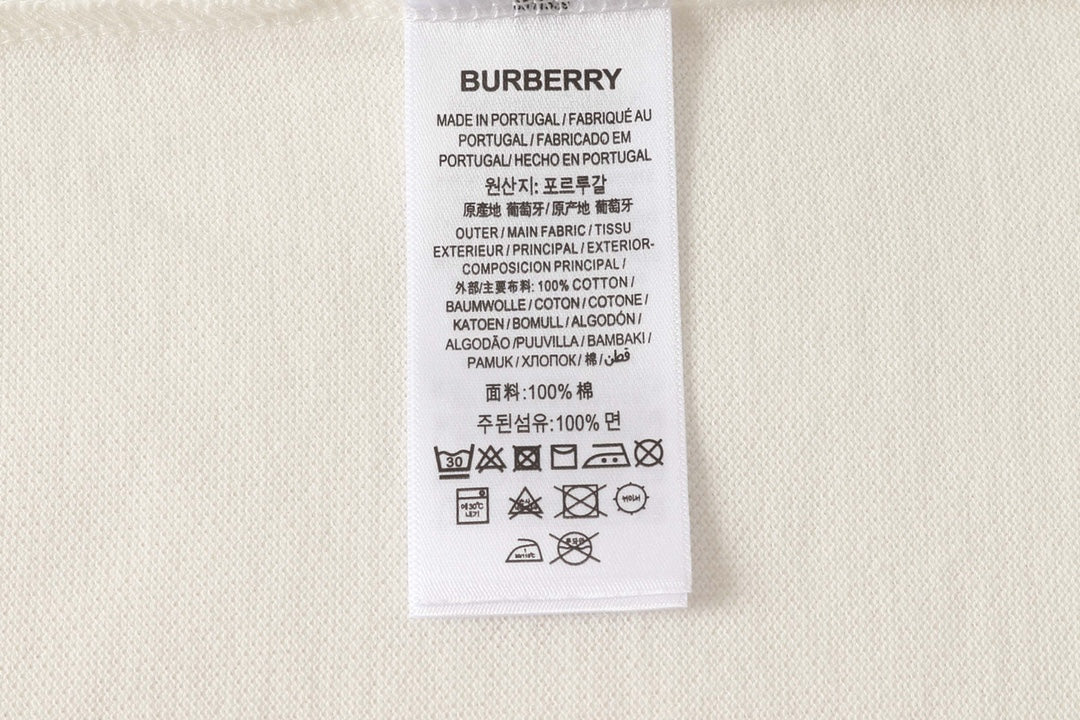 BURBERRY
MADE IN PORTUGAL / FABRIQUÉ AU
PORTUGAL / FABRICADO EM
PORTUGAL/ HECHO EN PORTUGAL
원산지: 포르루갈
原產地 葡萄牙/原产地 葡萄牙
OUTER / MAIN FABRIC / TISSU
EXTERIEUR / PRINCIPAL / EXTERIOR-
COMPOSICION PRINCIPAL /
外部/主要布料: 100% COTTON /
BAUMWOLLE / COTON / COTONE /
KATOEN / BOMULL / ALGODÓN /
ALGODÃO /PUUVILLA / BAMBAKI /
PAMUK / ХЛОПОК / 棉 / قطن
面料:100% 棉
주된섬유:100% 면
30